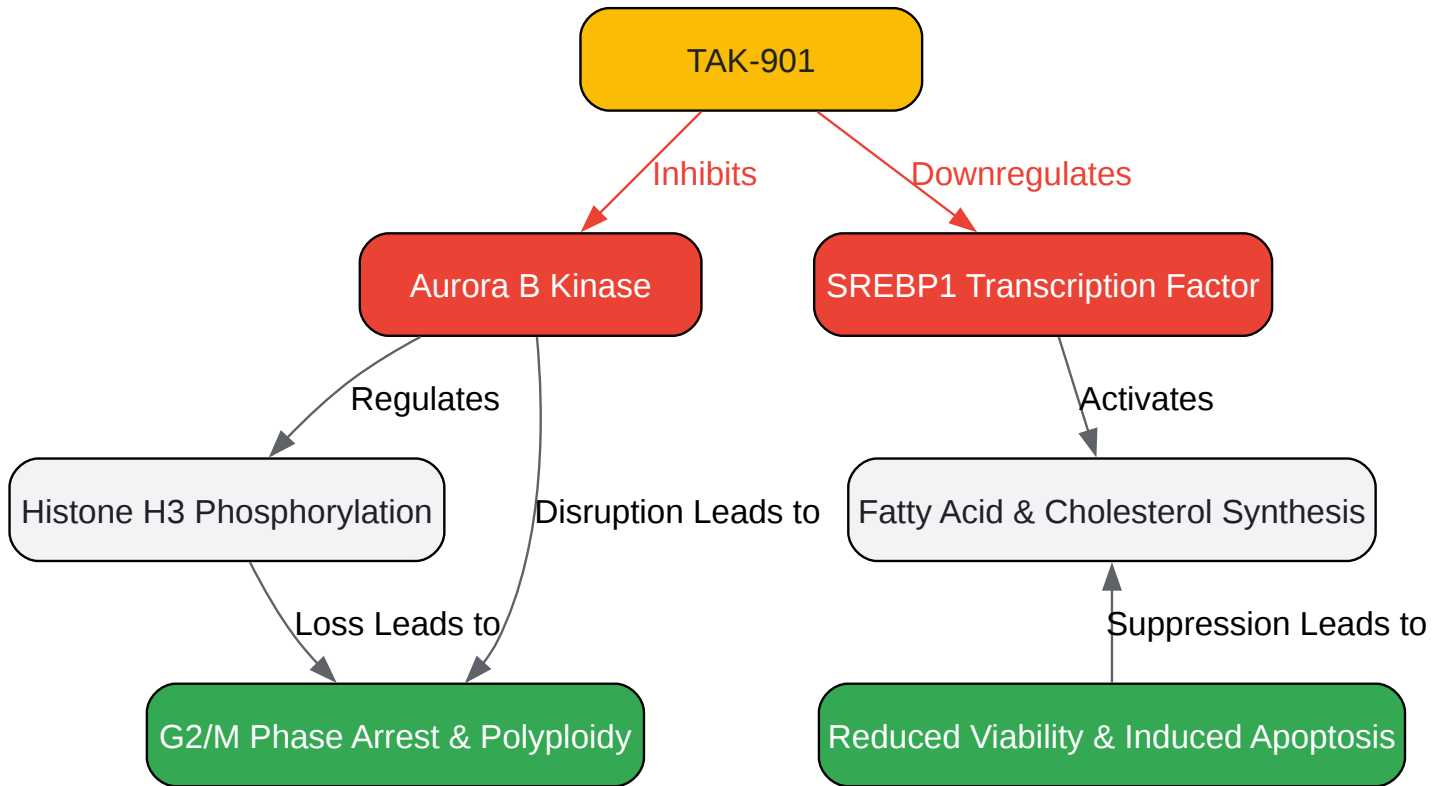 TAK-901
Inhibits
Downregulates
Aurora B Kinase
SREBP1 Transcription Factor
Regulates
Activates
Histone H3 Phosphorylation
Disruption Leads to
Fatty Acid & Cholesterol Synthesis
Loss Leads to
Suppression Leads to
G2/M Phase Arrest & Polyploidy
Reduced Viability & Induced Apoptosis